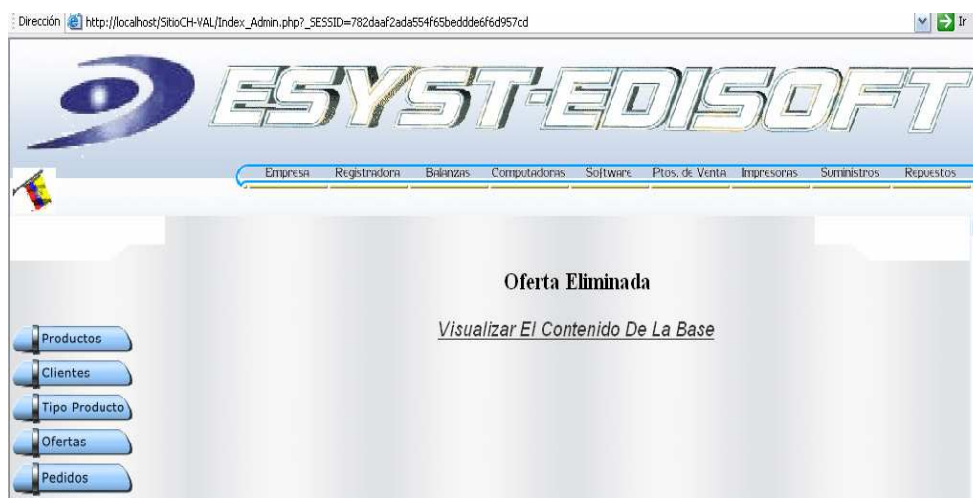 Dirección http://localhost/SitioCH-VAL/Index_Admin.php?_SESSID=782daaf2ada554f65beddde6f6d957cd Ir
ESYST-EDISOFT
Empresa Registradora Balanzas Computadoras Software Ptos. de Venta Impresoras Suministros Repuestos
Oferta Eliminada
Visualizar El Contenido De La Base
Productos
Clientes
Tipo Producto
Ofertas
Pedidos